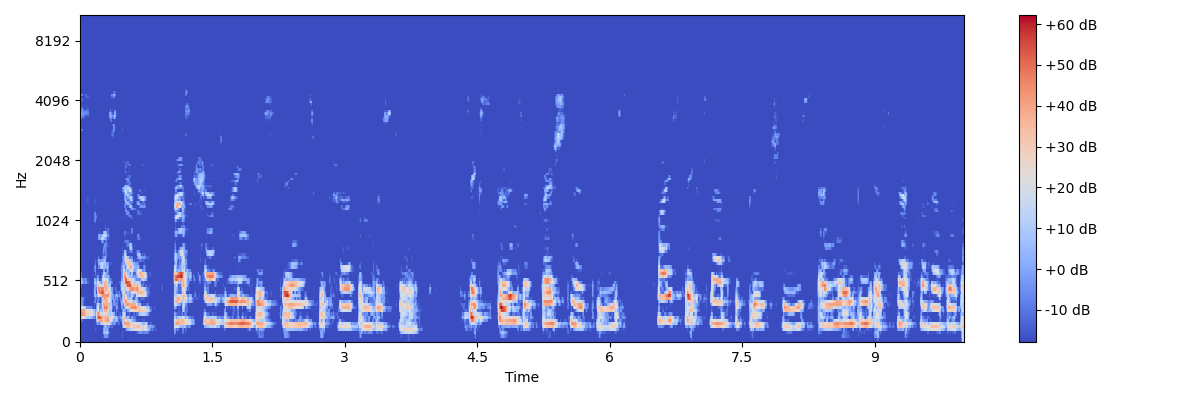 8192
4096
2048
1024
512
0
Hz
0 1.5 3 4.5 6 7.5 9
Time
+60 dB
+50 dB
+40 dB
+30 dB
+20 dB
+10 dB
+0 dB
-10 dB